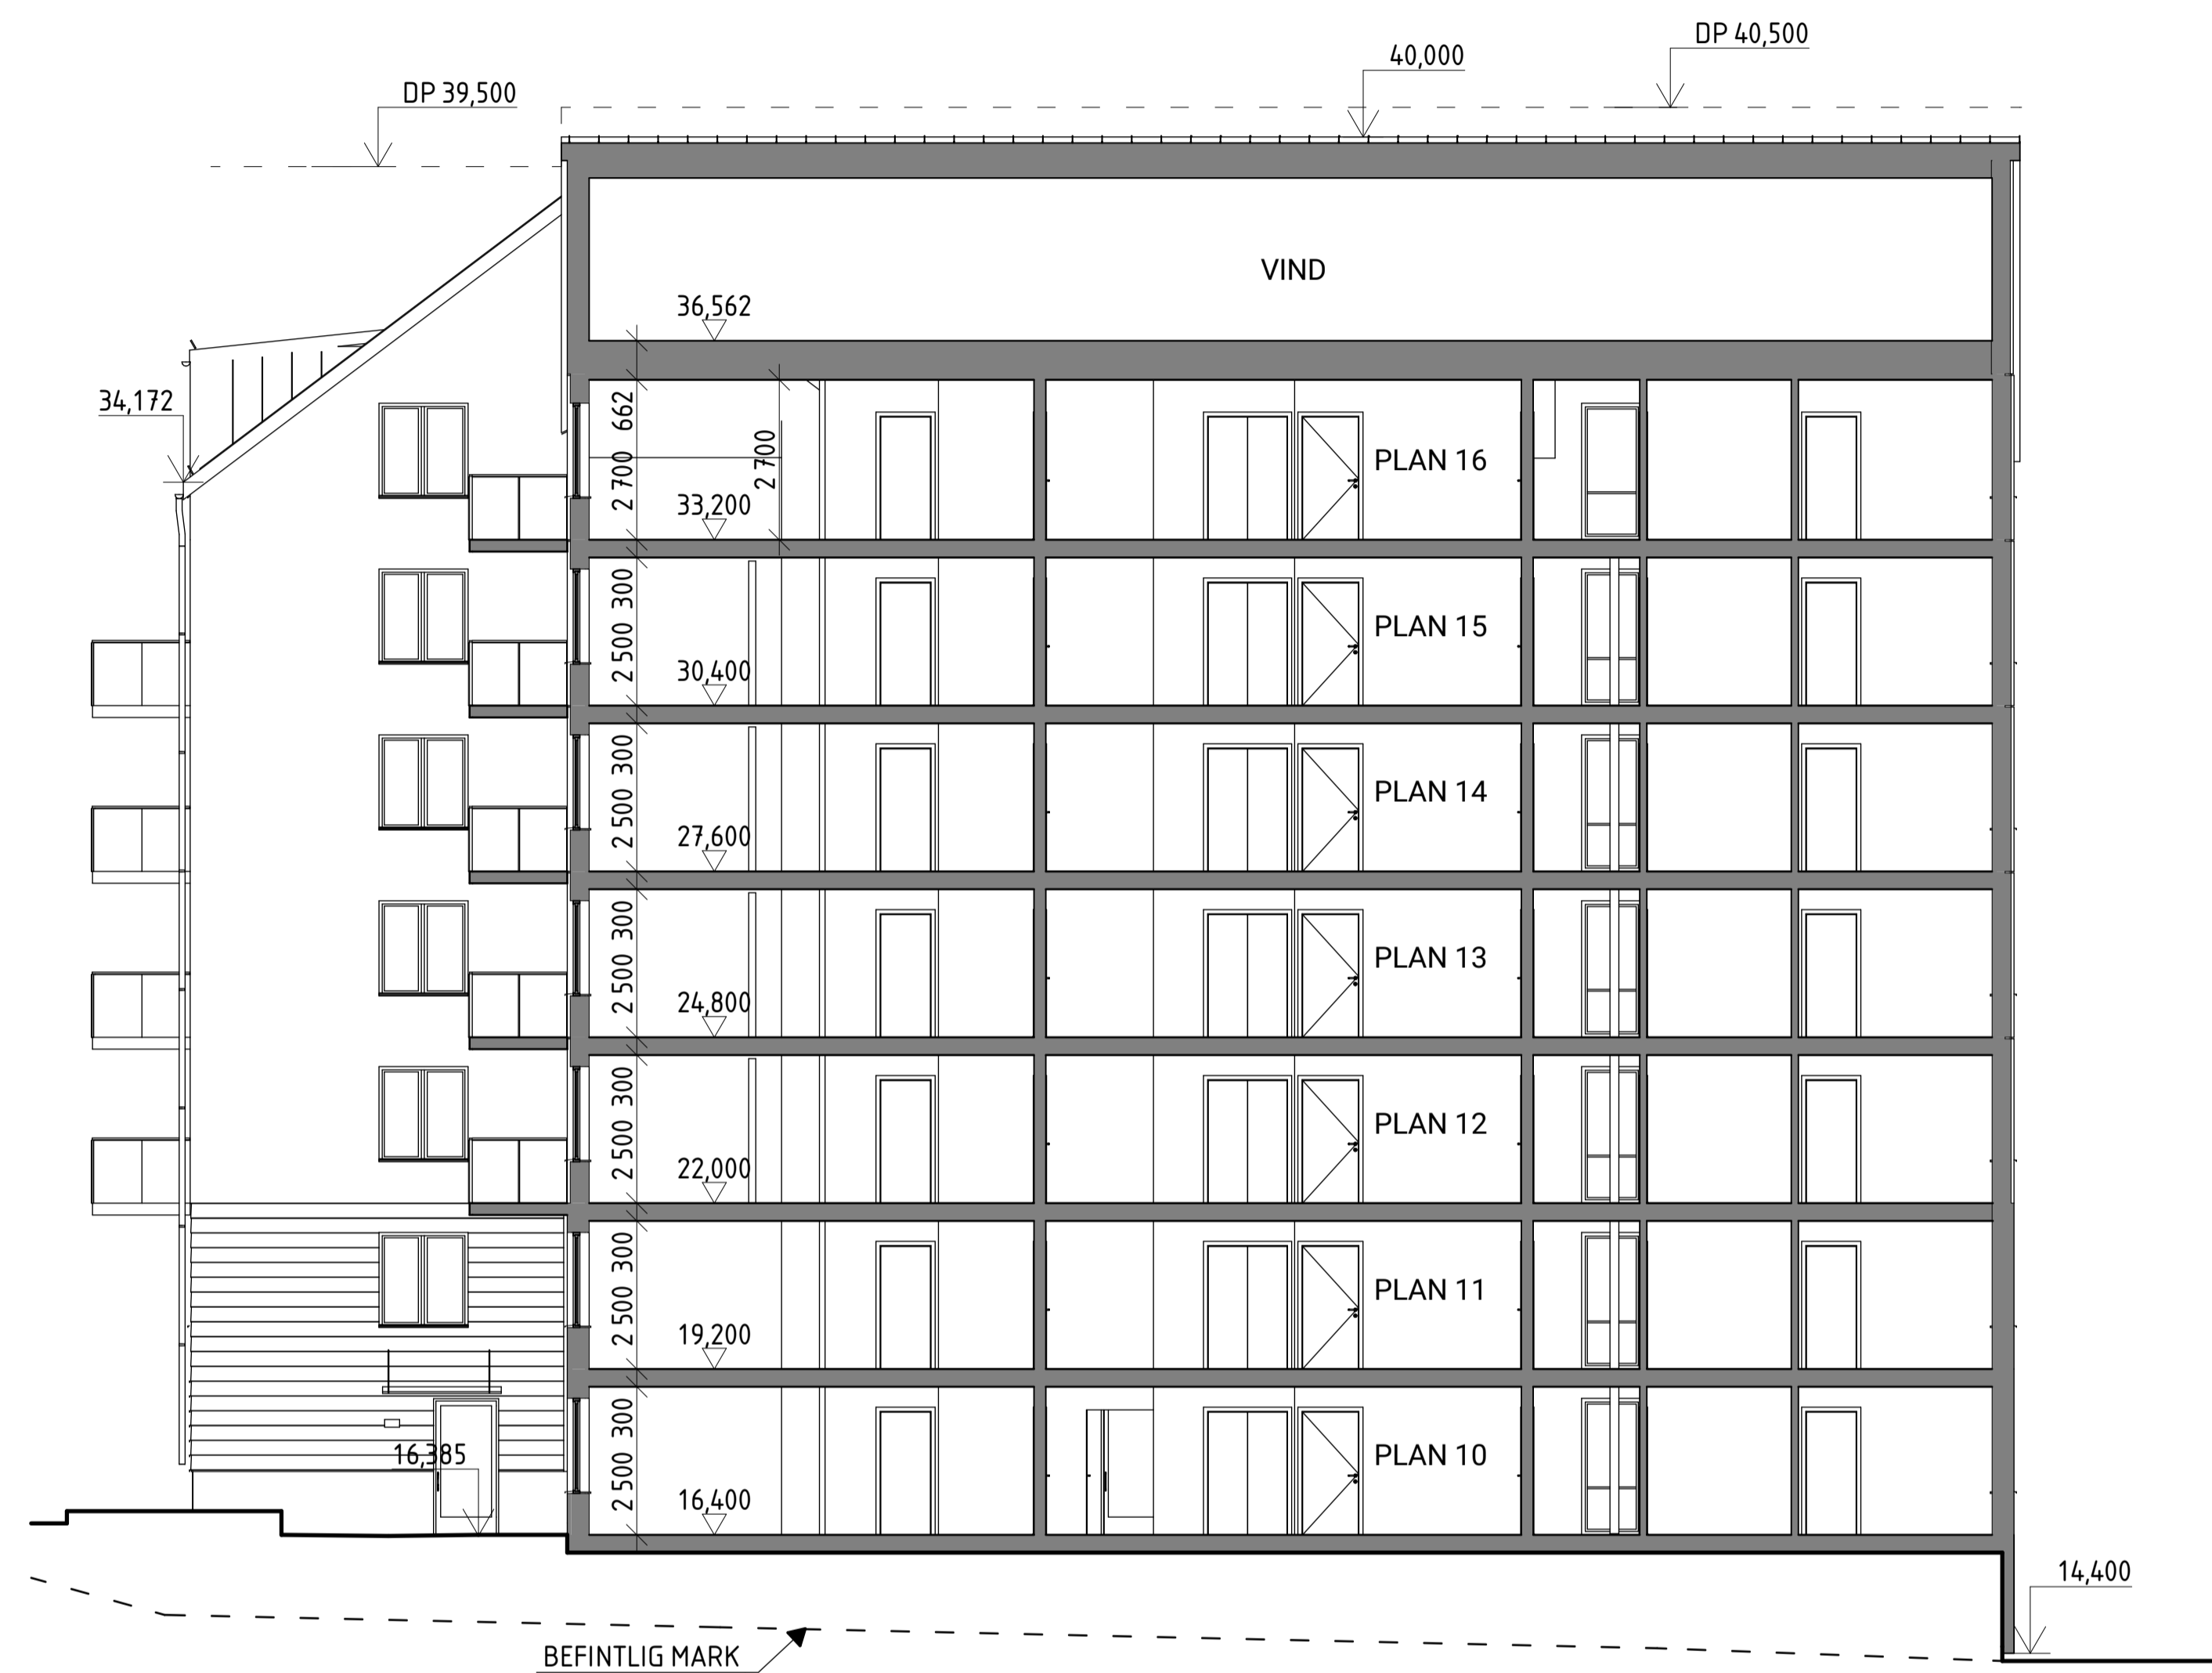 DP 40,500
40,000
DP 39,500
VIND
36,562
34,172
662
2 700
2 700
PLAN 16
33,200
300
2 500
PLAN 15
30,400
300
2 500
PLAN 14
27,600
300
2 500
PLAN 13
24,800
300
2 500
PLAN 12
22,000
300
2 500
PLAN 11
19,200
300
2 500
PLAN 10
16,385
16,400
14,400
BEFINTLIG MARK